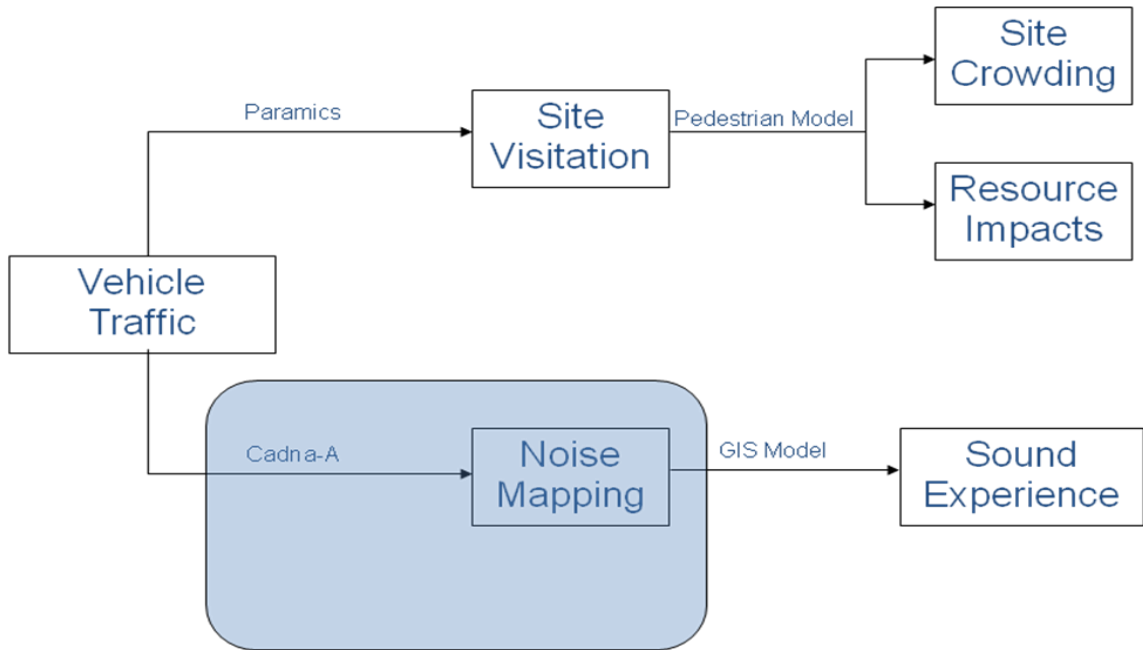 Site
Crowding
Paramics
Site
Visitation
Pedestrian Model
Resource
Impacts
Vehicle
Traffic
Cadna-A
Noise
Mapping
GIS Model
Sound
Experience